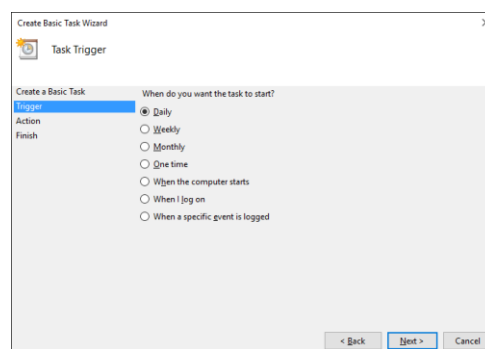 Create Basic Task Wizard
Task Trigger
Create a Basic Task
Trigger
Action
Finish
When do you want the task to start?
Daily
Weekly
Monthly
One time
When the computer starts
When I log on
When a specific event is logged
< Back
Next >
Cancel